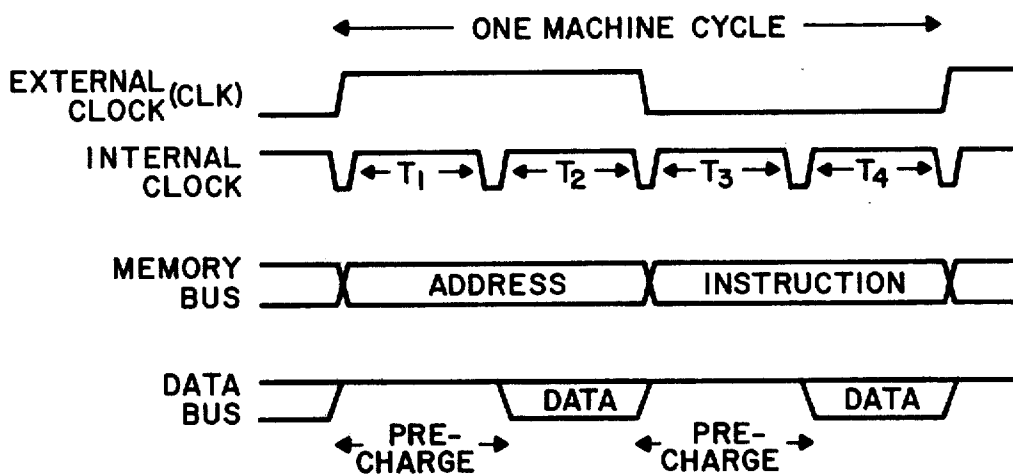 ONE MACHINE CYCLE
EXTERNAL
CLOCK (CLK)
INTERNAL
CLOCK
T1
T2
T3
T4
MEMORY
BUS
ADDRESS
INSTRUCTION
DATA
BUS
DATA
DATA
PRE-
CHARGE
PRE-
CHARGE